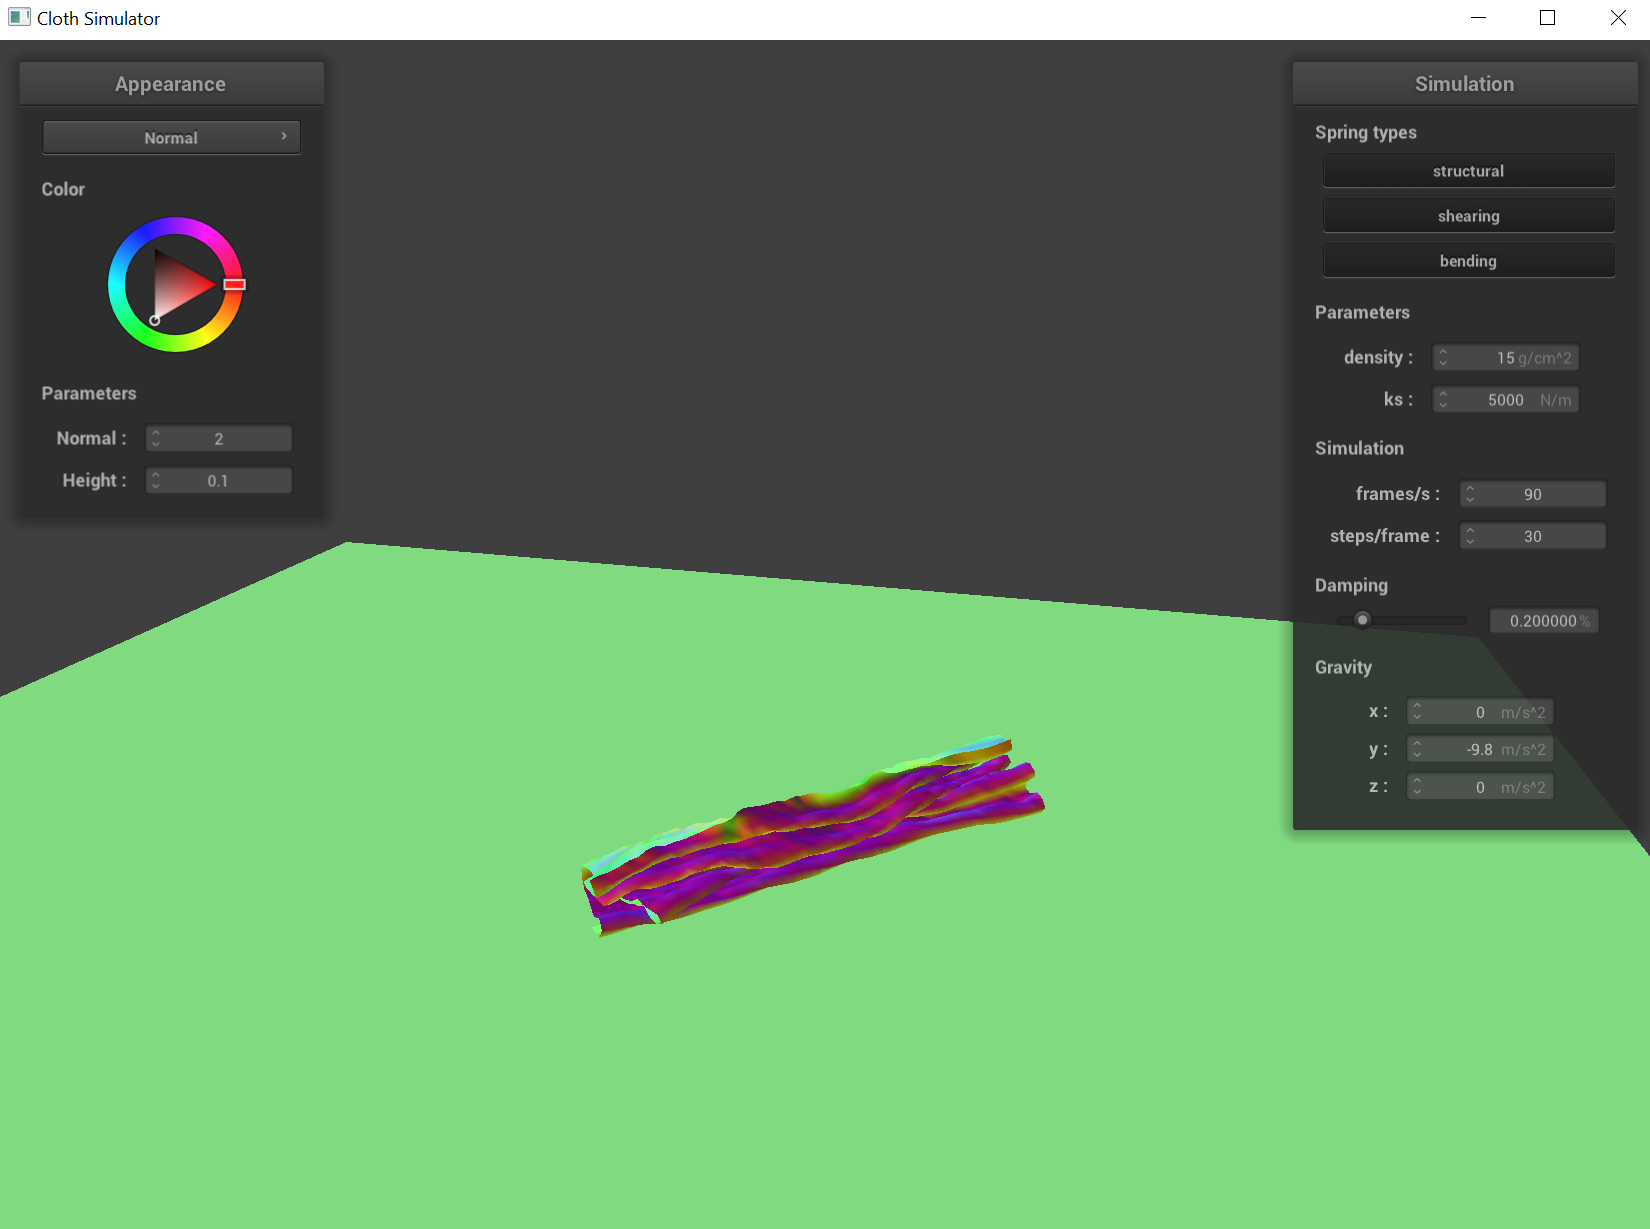 Cloth Simulator
Appearance
Normal
Color
Parameters
Normal : 2
Height : 0.1
Simulation
Spring types
structural
shearing
bending
Parameters
density : 15 g/cm^2
ks : 5000 N/m
Simulation
frames/s : 90
steps/frame : 30
Damping
0.200000 %
Gravity
x : 0 m/s^2
y : -9.8 m/s^2
z : 0 m/s^2